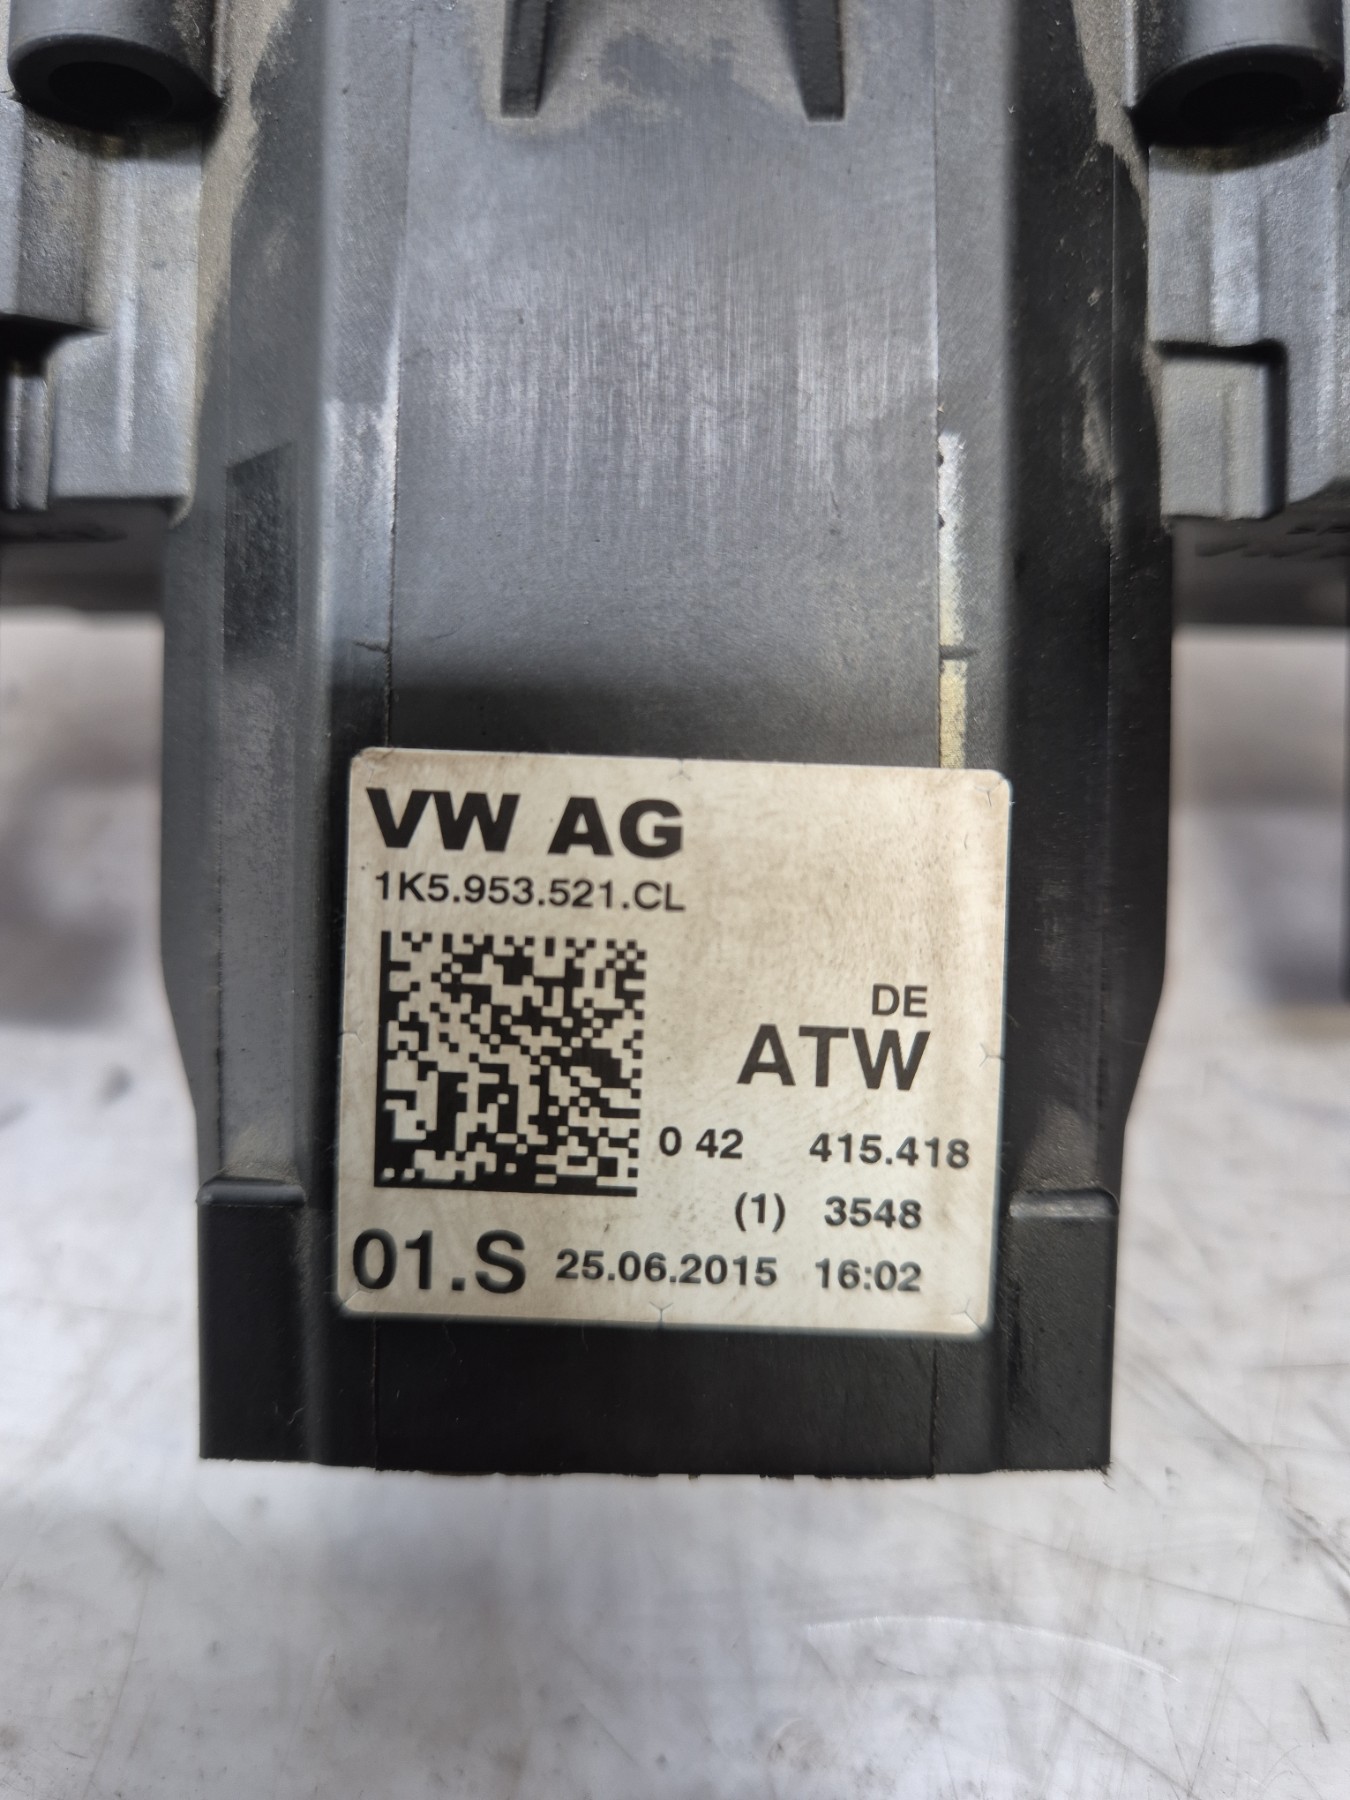 VW AG
1K5.953.521.CL
DE
ATW
0 42 415.418
(1) 3548
01.S 25.06.2015 16:02